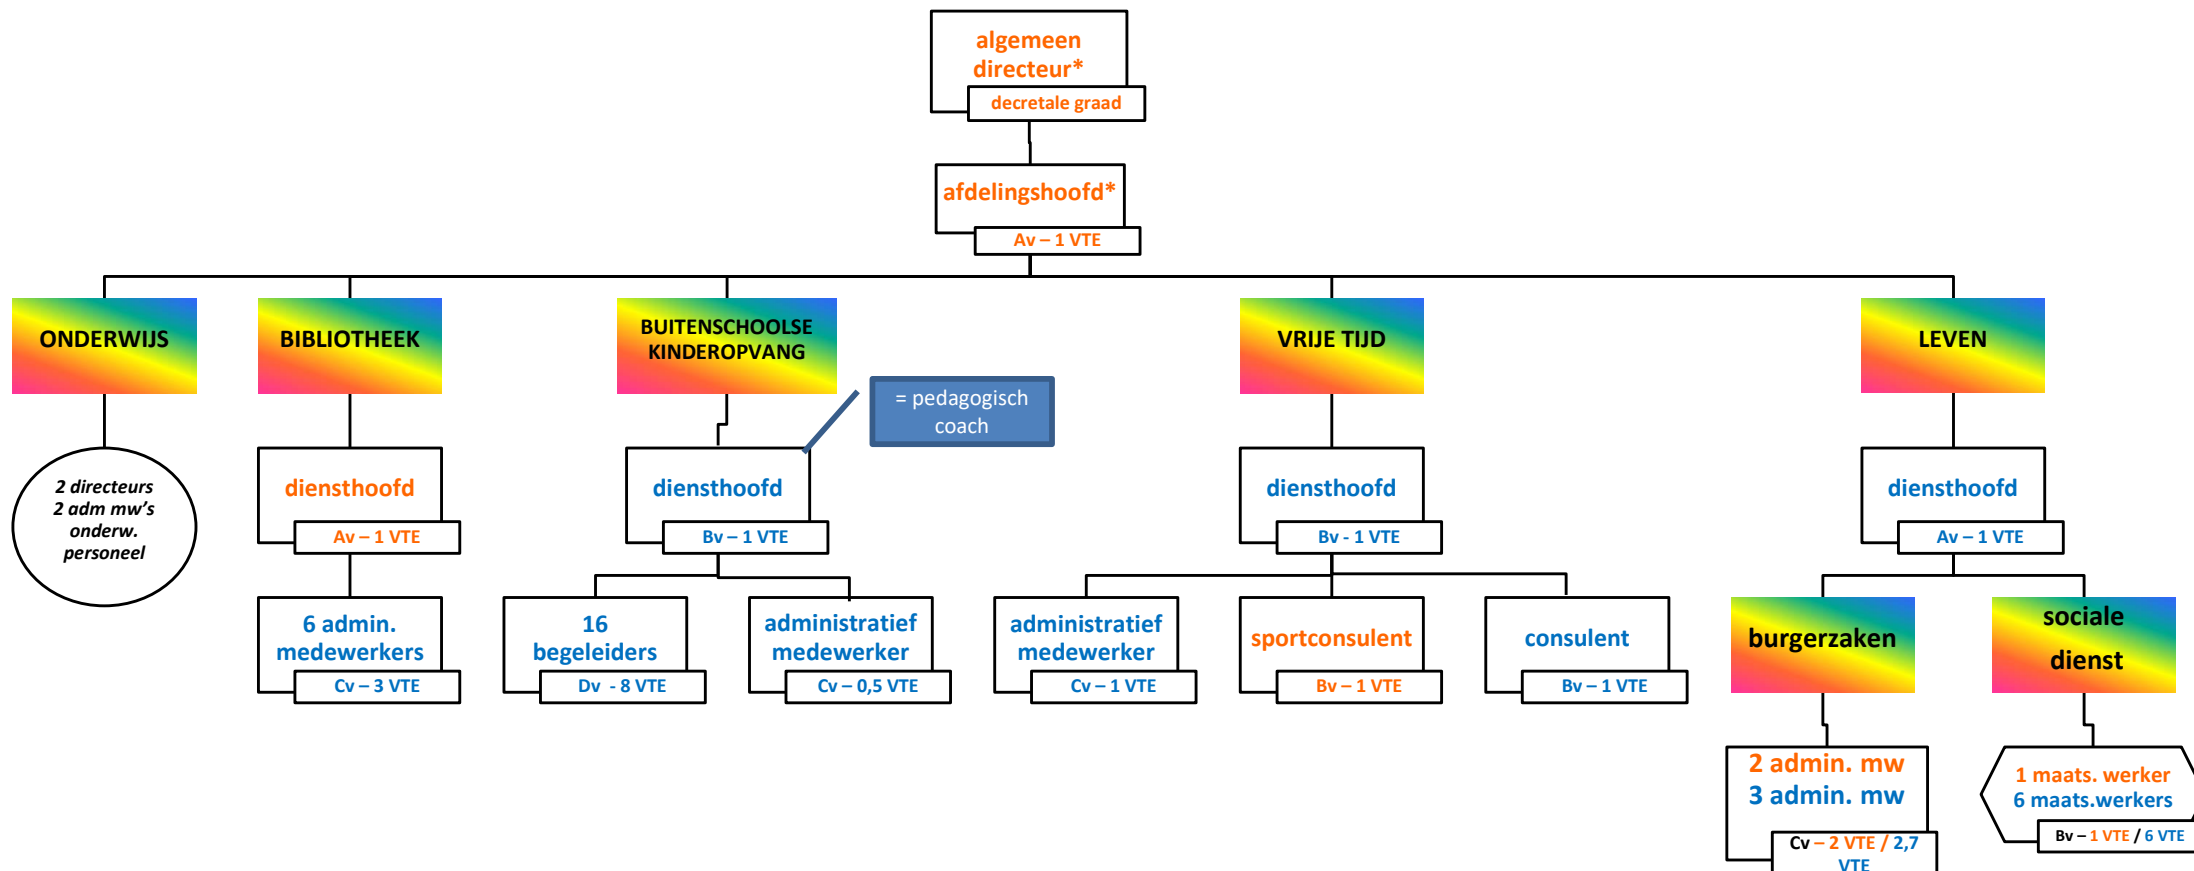 algemeen
directeur*
decretale graad
afdelingshoofd*
Av – 1 VTE
ONDERWIJS
BIBLIOTHEEK
BUITENSCHOOLSE
KINDEROPVANG
VRIJE TIJD
LEVEN
= pedagogisch
coach
2 directeurs
2 adm mw's
onderw.
personeel
diensthoofd
Av – 1 VTE
diensthoofd
Bv – 1 VTE
diensthoofd
Bv - 1 VTE
diensthoofd
Av – 1 VTE
6 admin.
medewerkers
Cv – 3 VTE
16
begeleiders
Dv - 8 VTE
administratief
medewerker
Cv – 0,5 VTE
administratief
medewerker
Cv – 1 VTE
sportconsulent
Bv – 1 VTE
consulent
Bv – 1 VTE
burgerzaken
sociale
dienst
2 admin. mw
3 admin. mw
Cv – 2 VTE / 2,7
VTE
1 maats. werker
6 maats.werkers
Bv – 1 VTE / 6 VTE